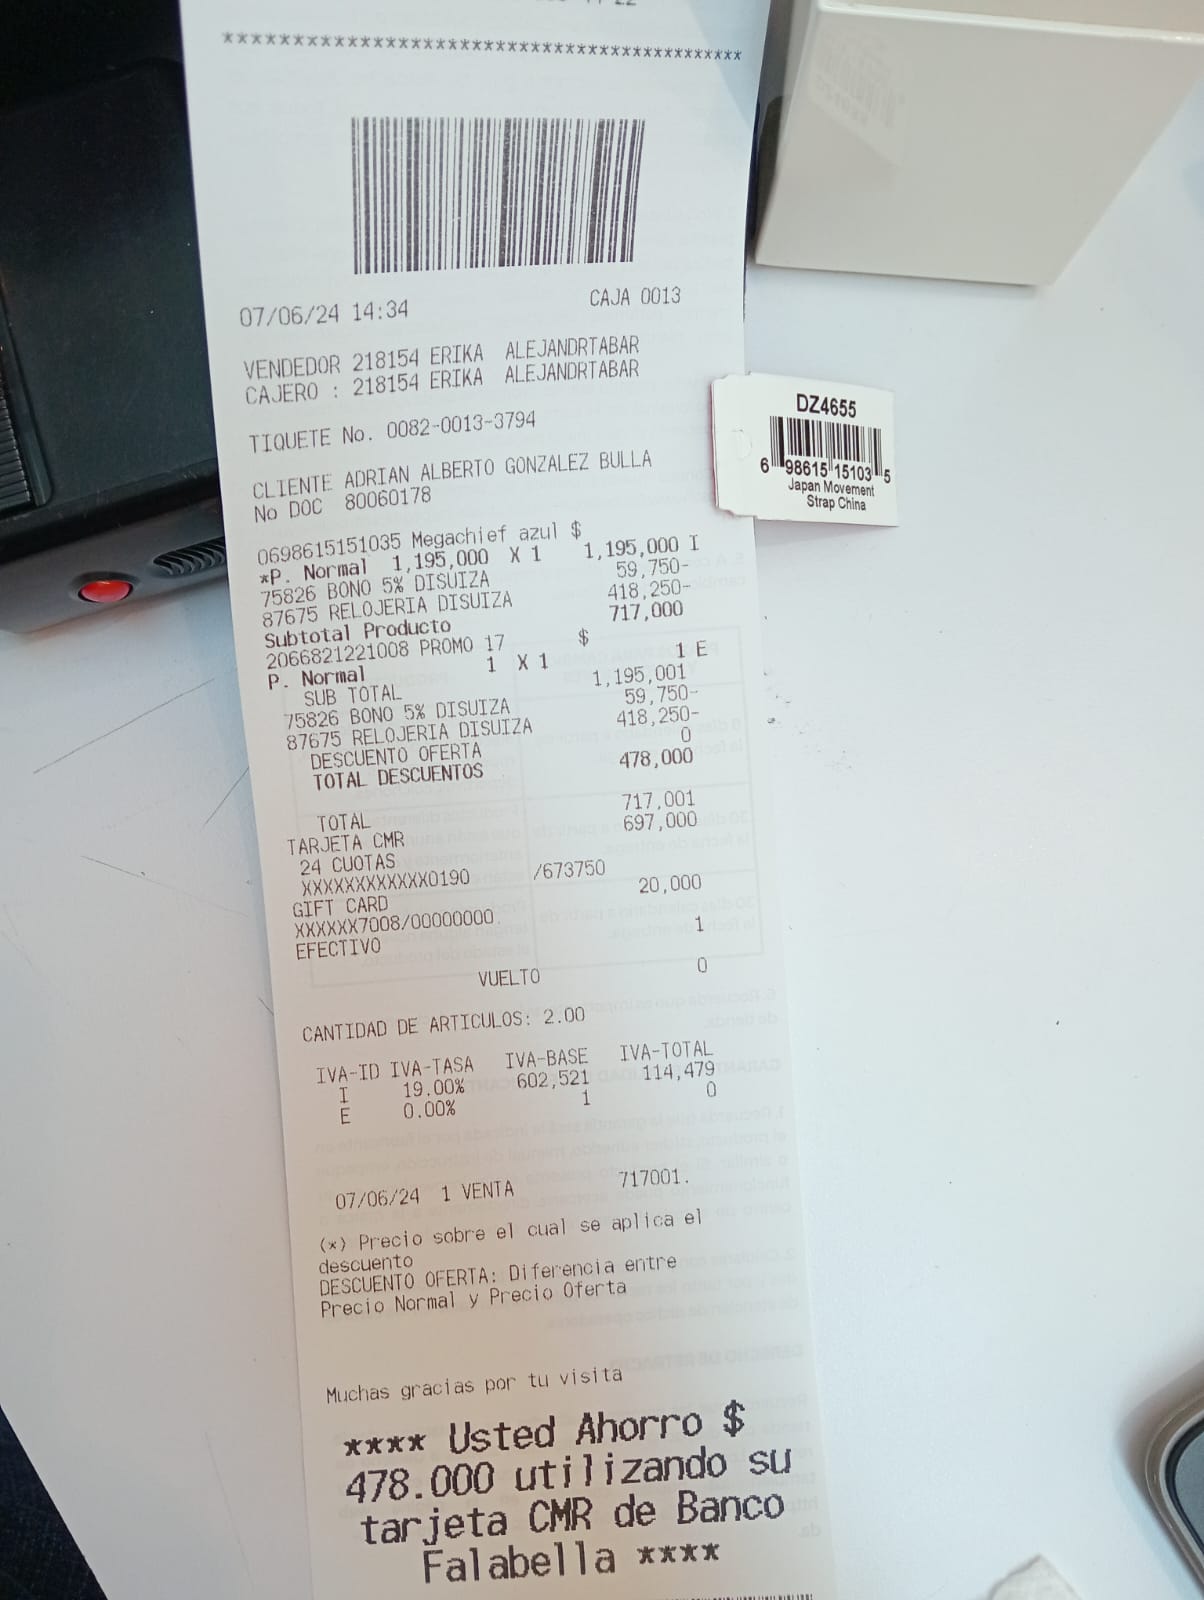 *******************************************
07/06/24 14:34 CAJA 0013
VENDEDOR 218154 ERIKA ALEJANDRTABAR
CAJERO : 218154 ERIKA ALEJANDRTABAR
TIQUETE No. 0082-0013-3794
CLIENTE ADRIAN ALBERTO GONZALEZ BULLA
No DOC 80060178
0698615151035 Megachief azul $
*P. Normal 1,195,000 X 1 1,195,000 I
75826 BONO 5% DISUIZA 59,750-
87675 RELOJERIA DISUIZA 418,250-
Subtotal Producto 717,000
2066821221008 PROMO 17 $
P. Normal 1 X 1 1 E
SUB TOTAL 1,195,001
75826 BONO 5% DISUIZA 59,750-
87675 RELOJERIA DISUIZA 418,250-
DESCUENTO OFERTA 0
TOTAL DESCUENTOS 478,000
TOTAL 717,001
TARJETA CMR 697,000
24 CUOTAS
XXXXXXXXXXXX0190 /673750
GIFT CARD 20,000
XXXXXX7008/00000000.
EFECTIVO 1
VUELTO 0
CANTIDAD DE ARTICULOS: 2.00
IVA-ID IVA-TASA IVA-BASE IVA-TOTAL
I 19.00% 602,521 114,479
E 0.00% 1 0
07/06/24 1 VENTA 717001.
(*) Precio sobre el cual se aplica el
descuento
DESCUENTO OFERTA: Diferencia entre
Precio Normal y Precio Oferta
Muchas gracias por tu visita
**** Usted Ahorro $
478.000 utilizando su
tarjeta CMR de Banco
Falabella ****
DZ4655
6 98615 15103 5
Japan Movement
Strap China